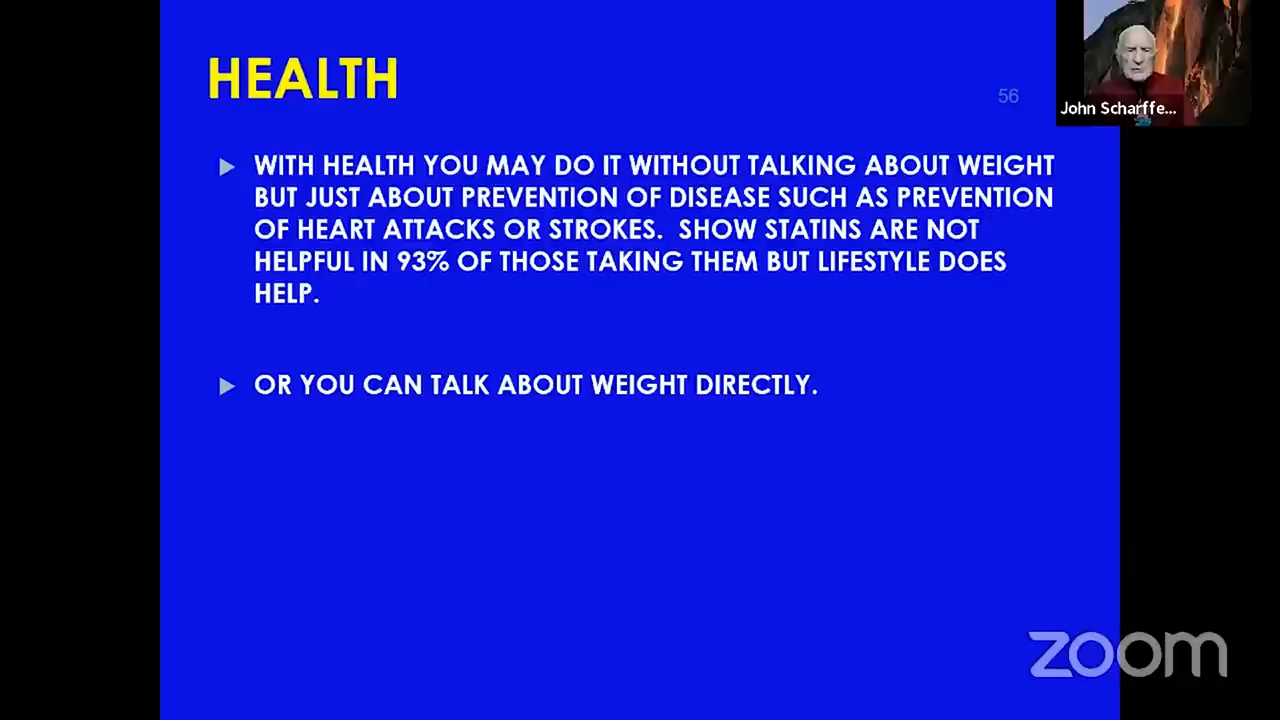 HEALTH
56
John Scharffe...
WITH HEALTH YOU MAY DO IT WITHOUT TALKING ABOUT WEIGHT
BUT JUST ABOUT PREVENTION OF DISEASE SUCH AS PREVENTION
OF HEART ATTACKS OR STROKES. SHOW STATINS ARE NOT
HELPFUL IN 93% OF THOSE TAKING THEM BUT LIFESTYLE DOES
HELP.
OR YOU CAN TALK ABOUT WEIGHT DIRECTLY.
zoom